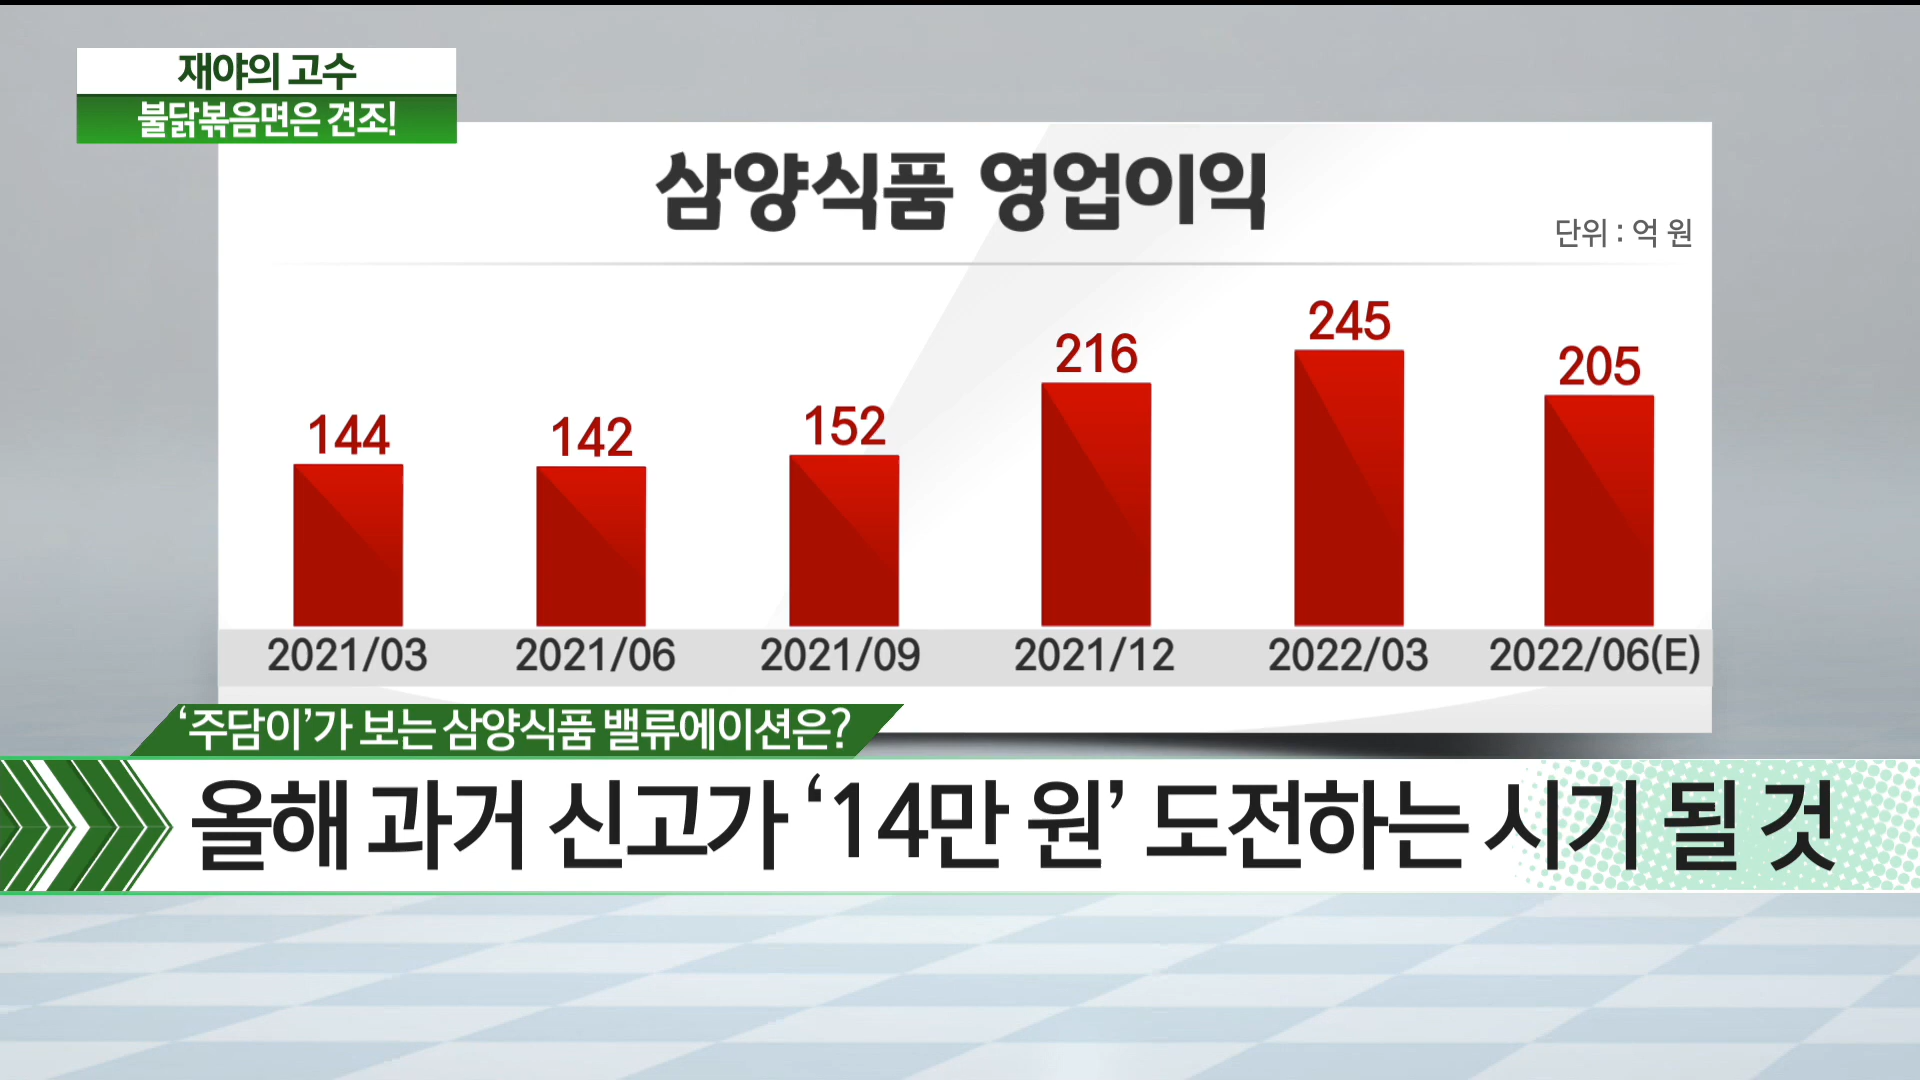 재야의 고수
불닭볶음면은 견조!
삼양식품 영업이익
단위 : 억 원
144 142 152 216 245 205
2021/03 2021/06 2021/09 2021/12 2022/03 2022/06(E)
‘주담이’가 보는 삼양식품 밸류에이션은?
올해 과거 신고가 ‘14만 원’ 도전하는 시기 될 것